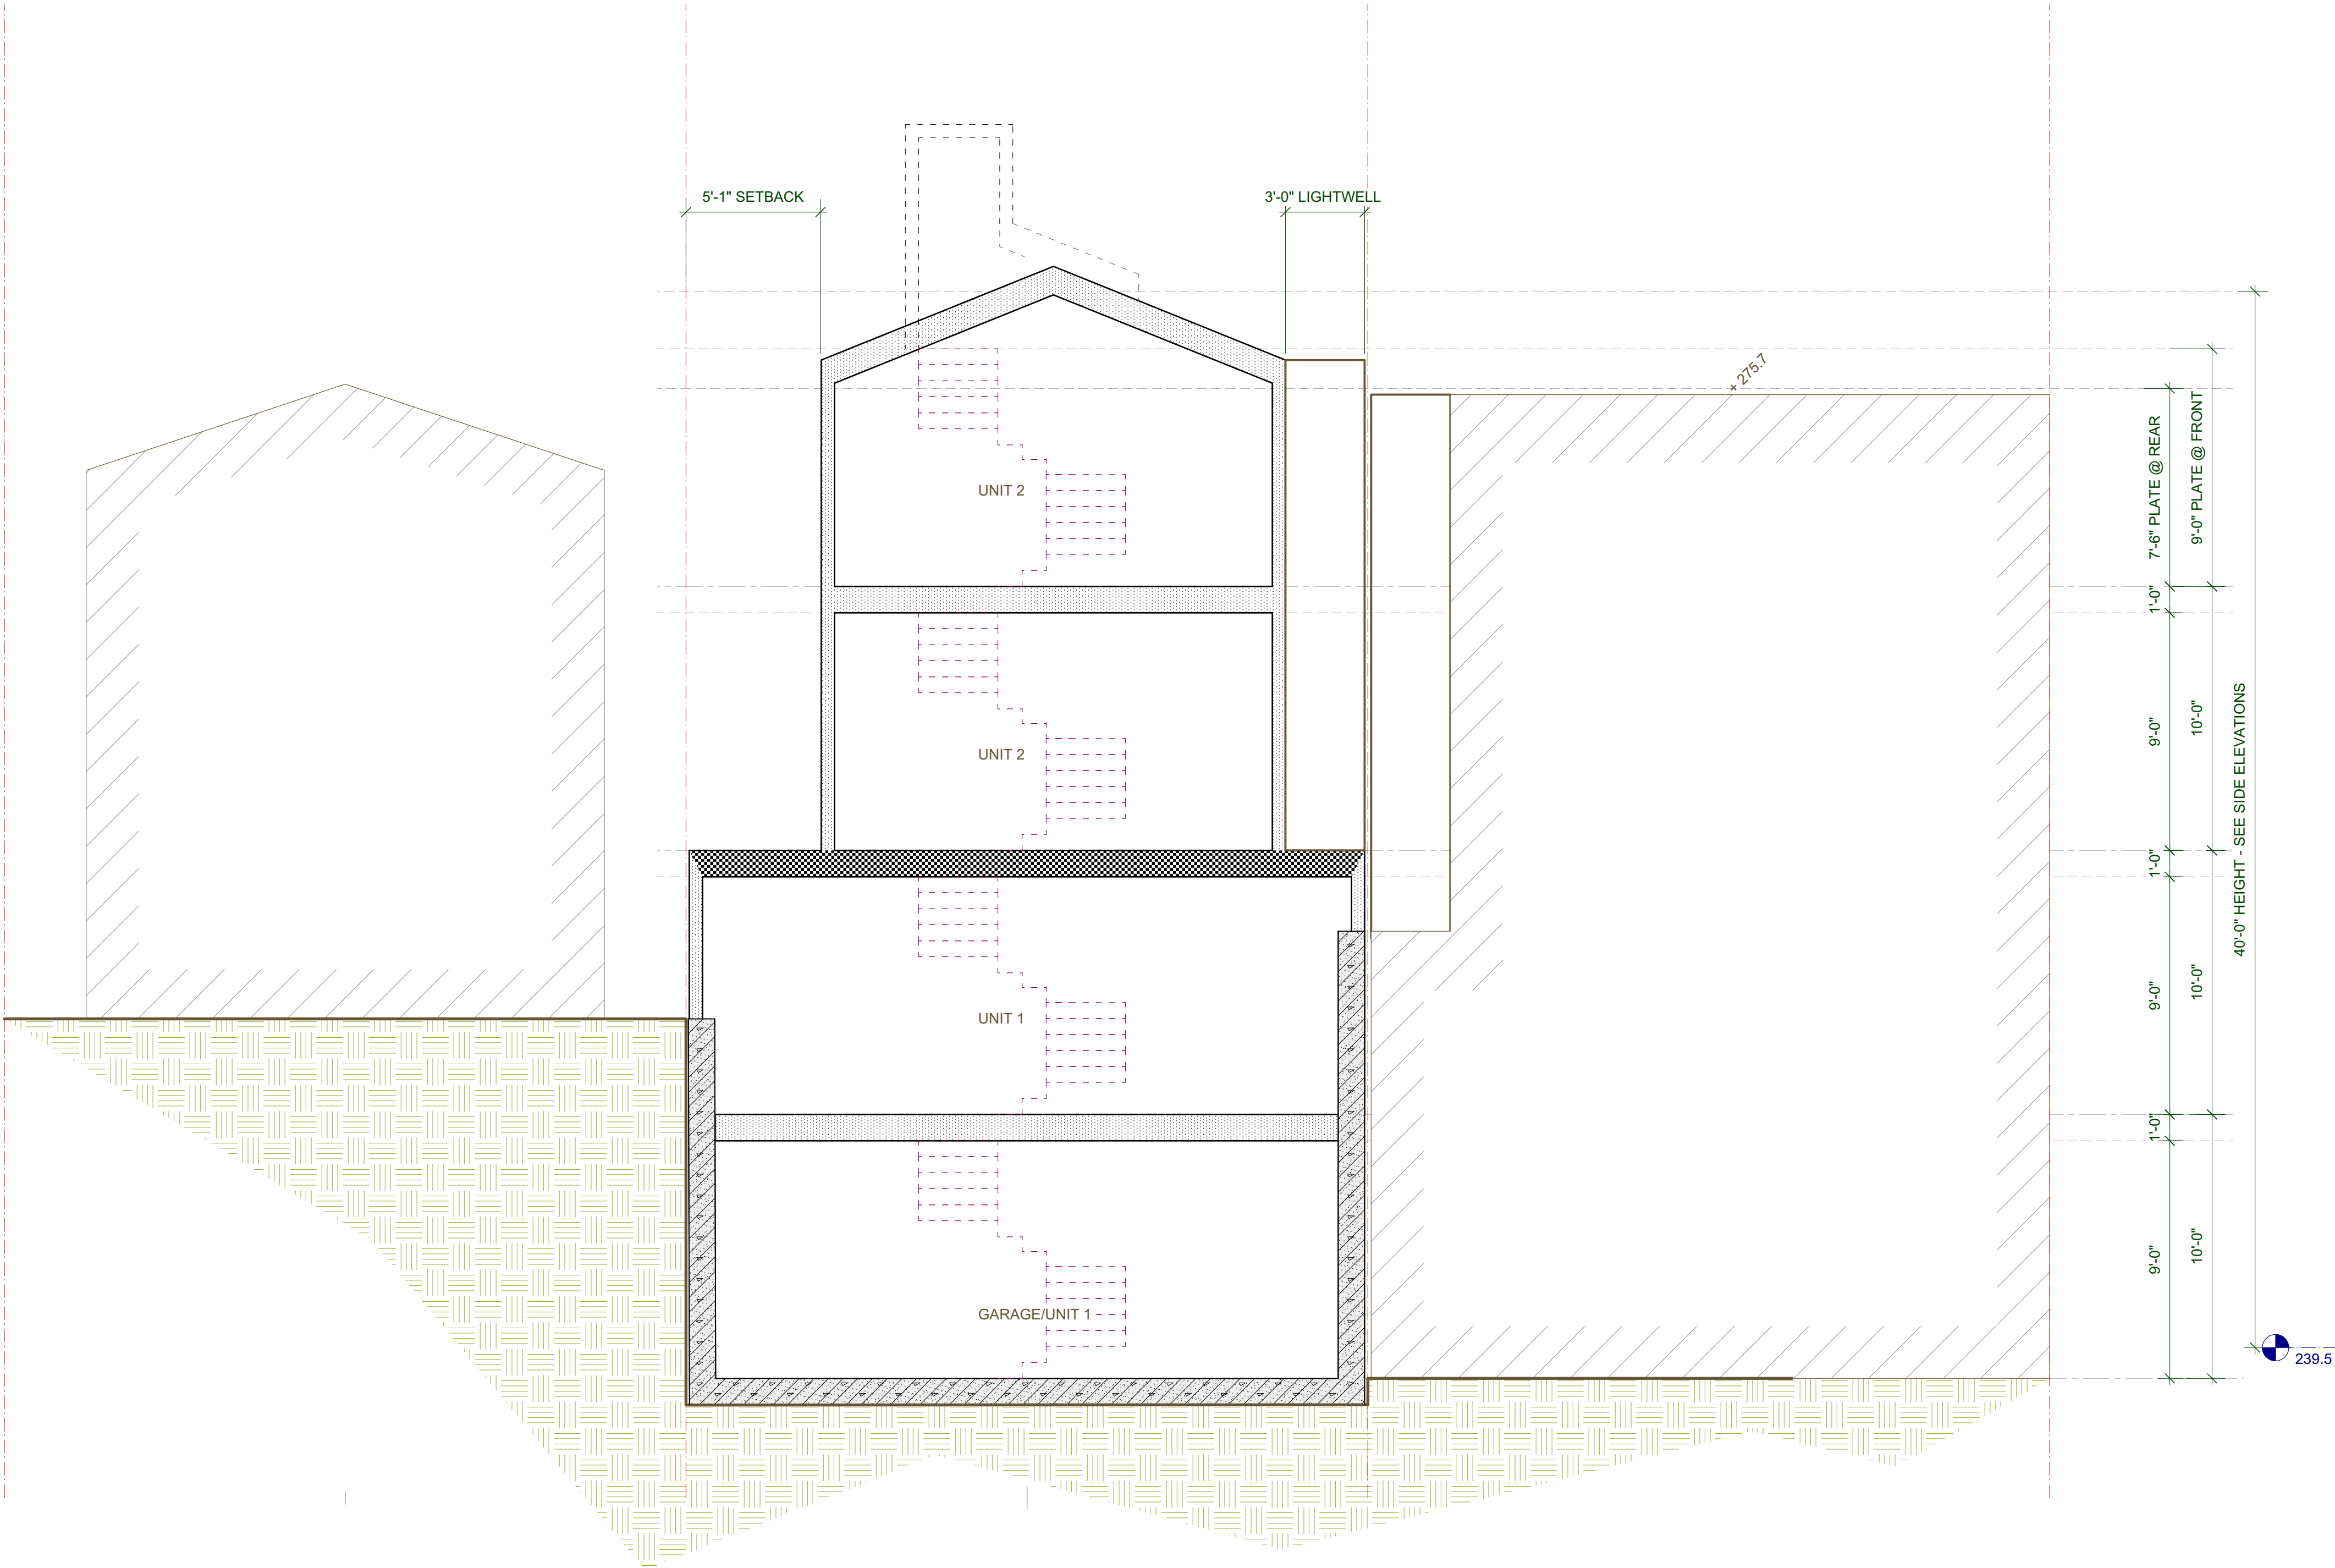 5'-1" SETBACK
3'-0" LIGHTWELL
+ 275.7
7'-6" PLATE @ REAR
9'-0" PLATE @ FRONT
UNIT 2
1'-0"
9'-0"
10'-0"
40'-0" HEIGHT - SEE SIDE ELEVATIONS
UNIT 2
1'-0"
9'-0"
10'-0"
UNIT 1
1'-0"
9'-0"
10'-0"
GARAGE/UNIT 1
239.5